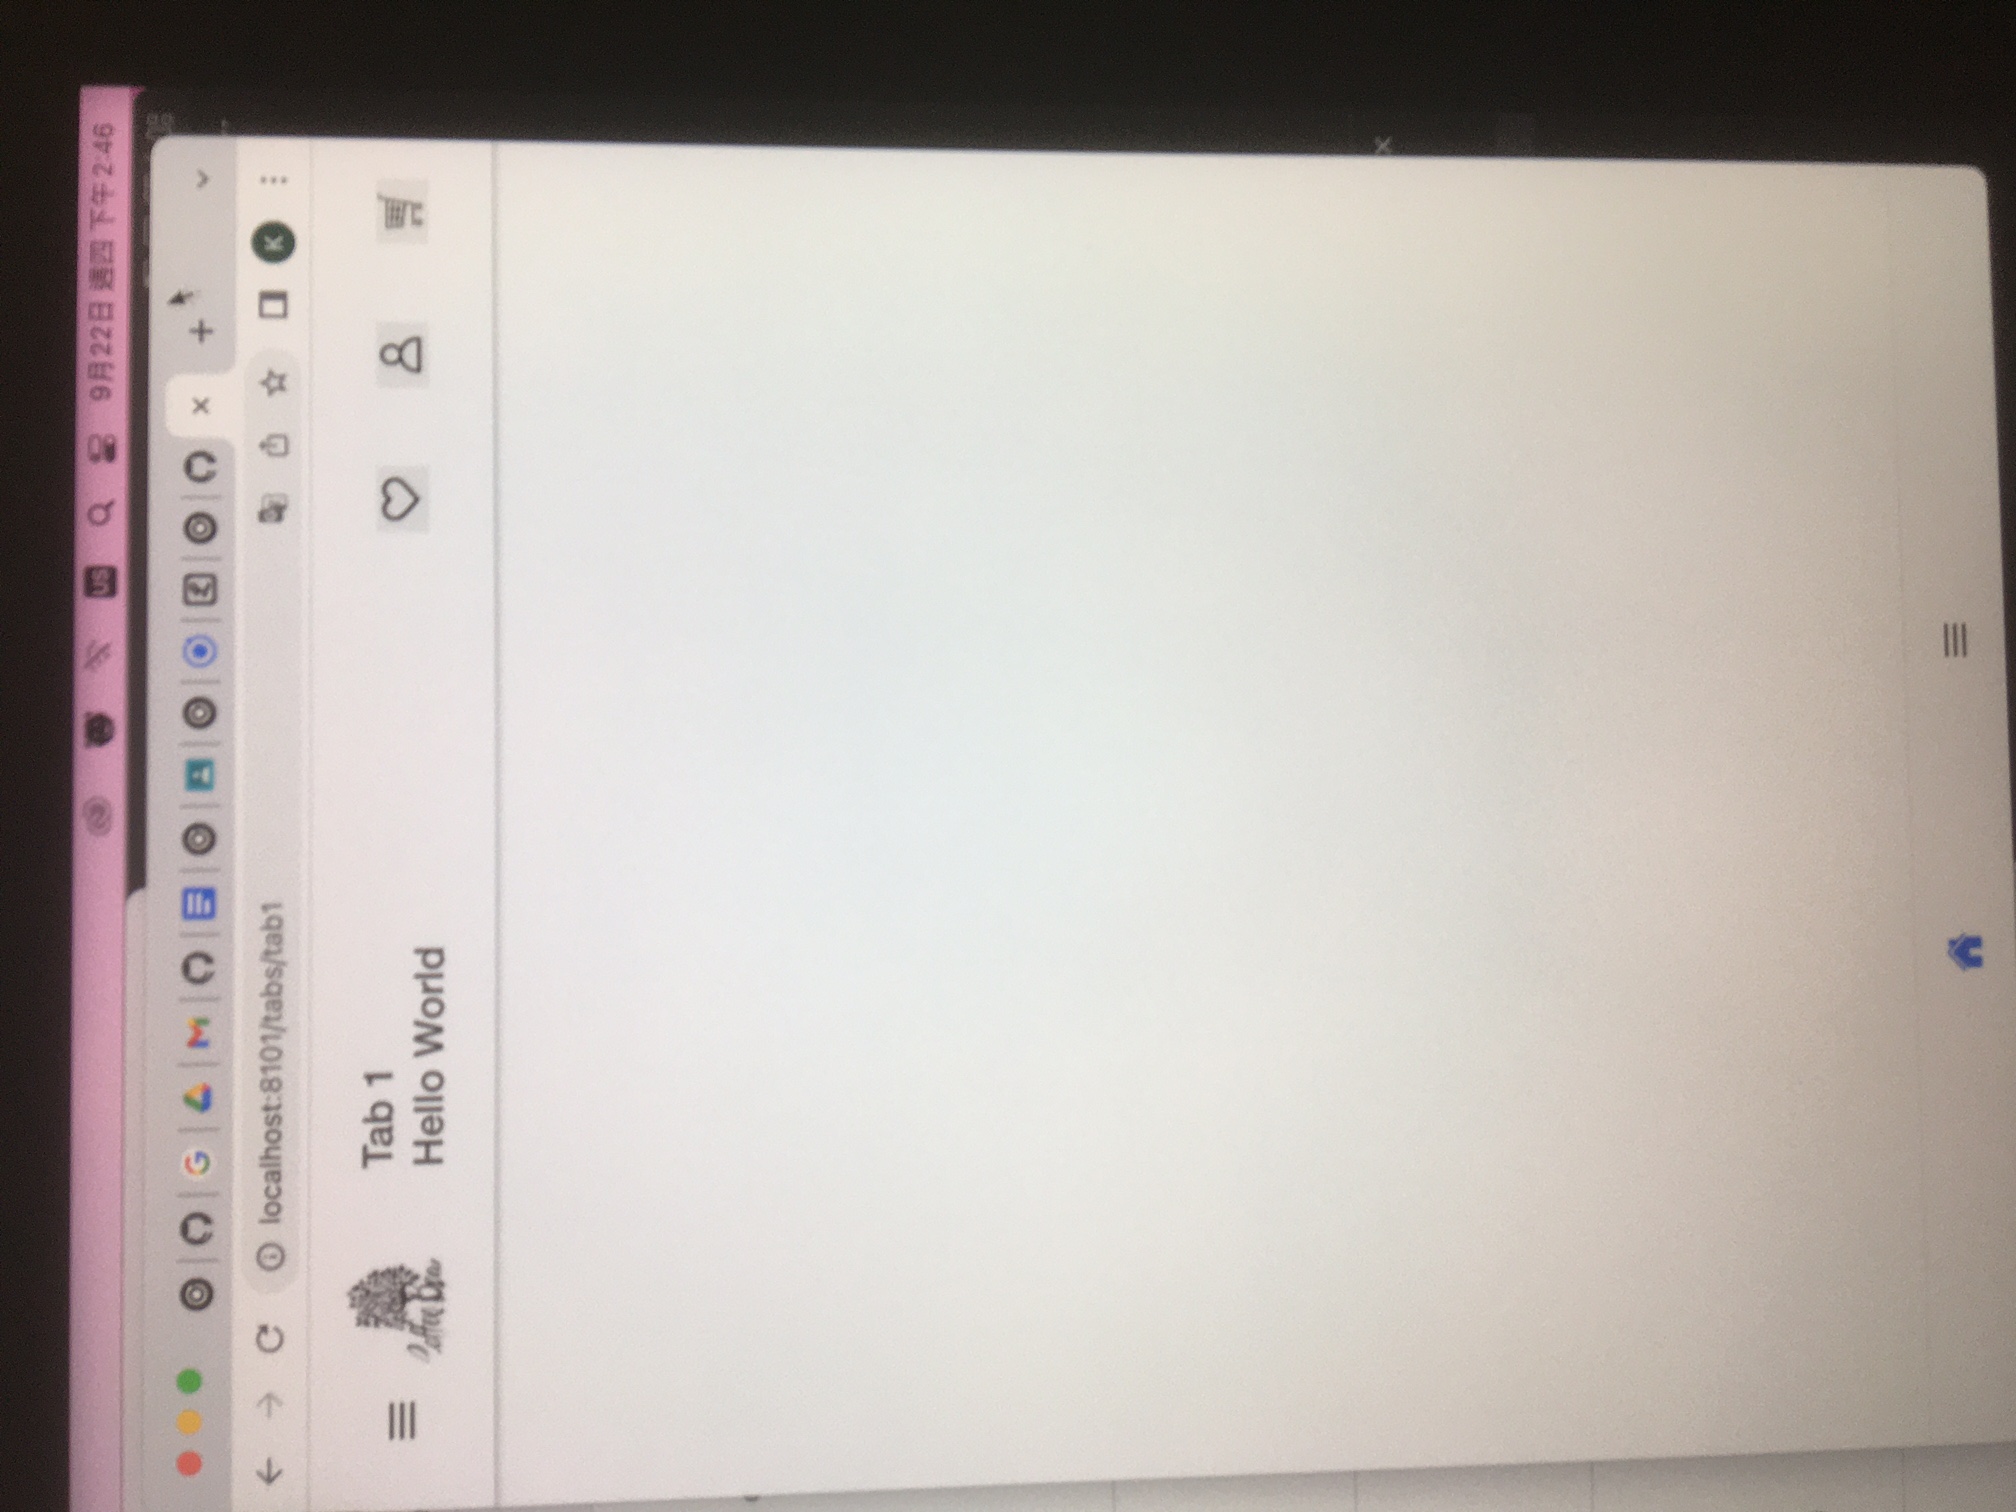 US 9月22日 週四 下午2:46
localhost:8101/tabs/tab1
K
Tab 1
Hello World